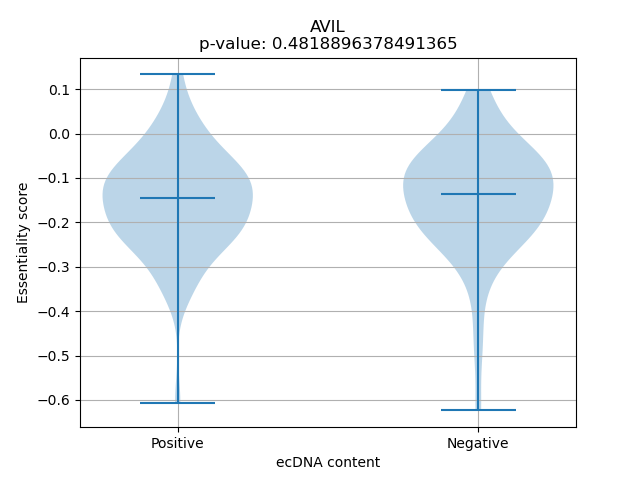 AVIL
p-value: 0.4818896378491365
0.1
0.0
−0.1
−0.2
−0.3
−0.4
−0.5
−0.6
Essentiality score
Positive
Negative
ecDNA content